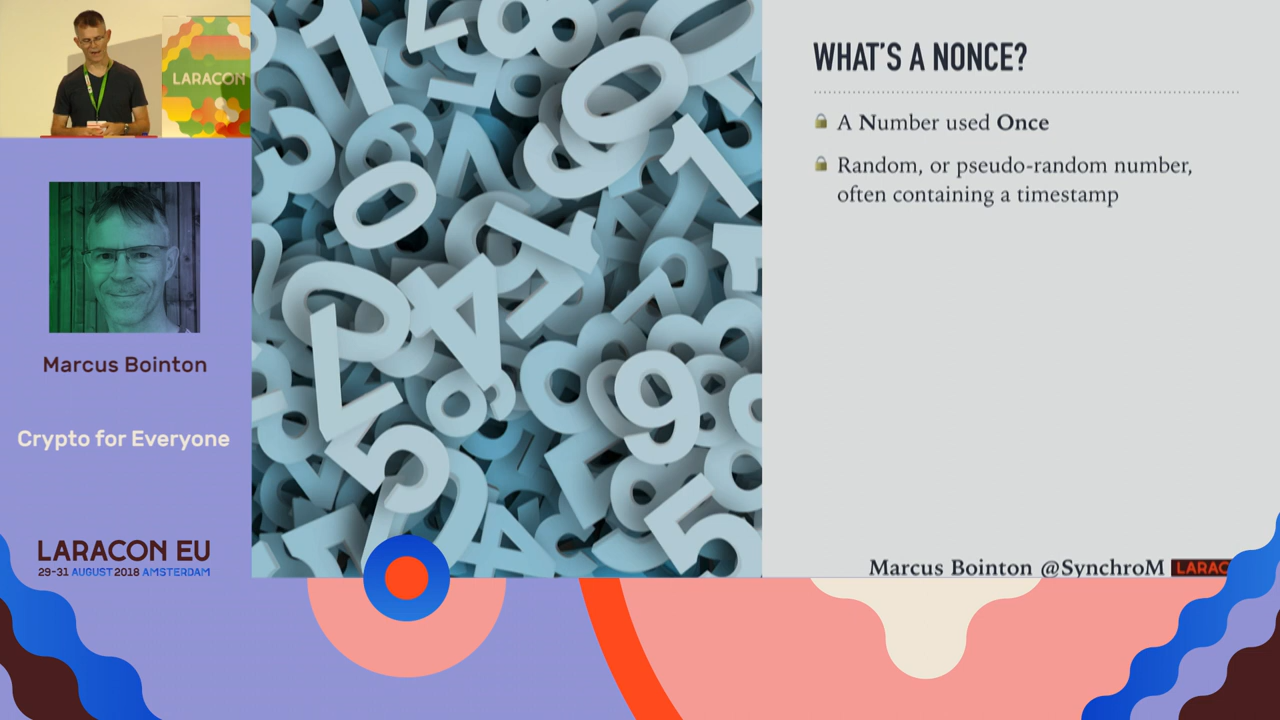 LARACON
Marcus Bointon
Crypto for Everyone
LARACON EU
29-31 AUGUST 2018 AMSTERDAM
WHAT'S A NONCE?
A Number used Once
Random, or pseudo-random number,
often containing a timestamp
Marcus Bointon @SynchroM